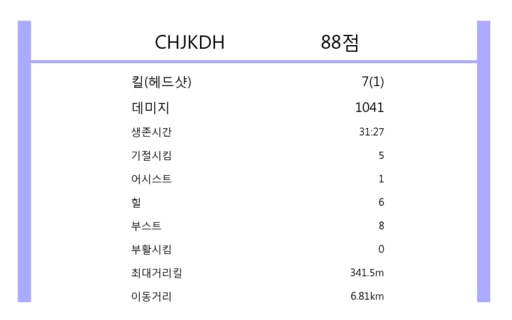 CHJKDH 88점
킬(헤드샷) 7(1)
데미지 1041
생존시간 31:27
기절시킴 5
어시스트 1
힐 6
부스트 8
부활시킴 0
최대거리킬 341.5m
이동거리 6.81km